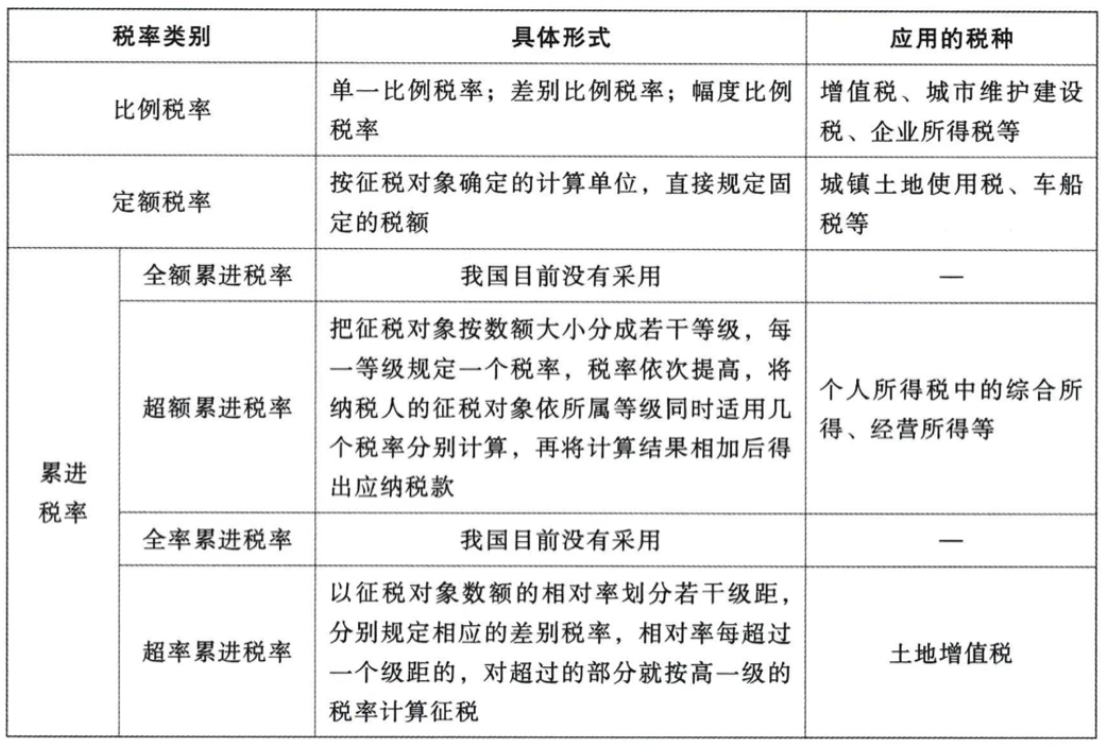 税率类别 具体形式 应用的税种
比例税率
单一比例税率；差别比例税率；幅度比例
税率
增值税、城市维护建设
税、企业所得税等
定额税率
按征税对象确定的计算单位，直接规定固
定的税额
城镇土地使用税、车船
税等
累进
税率
全额累进税率
我国目前没有采用
—
超额累进税率
把征税对象按数额大小分成若干等级，每
一等级规定一个税率，税率依次提高，将
纳税人的征税对象依所属等级同时适用几
个税率分别计算，再将计算结果相加后得
出应纳税款
个人所得税中的综合所
得、经营所得等
全率累进税率
我国目前没有采用
—
超率累进税率
以征税对象数额的相对率划分若干级距，
分别规定相应的差别税率，相对率每超过
一个级距的，对超过的部分就按高一级的
税率计算征税
土地增值税